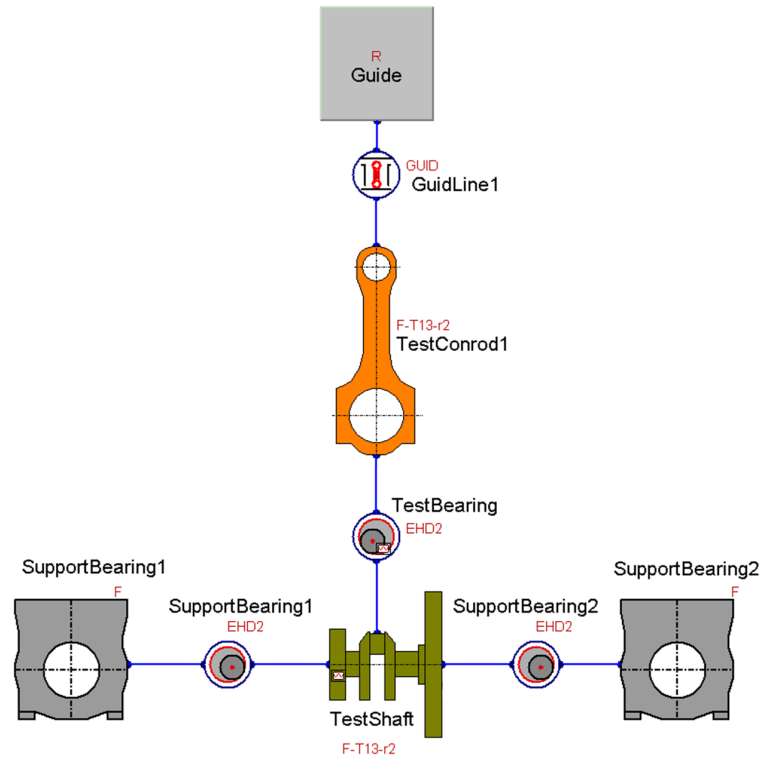 R
Guide
GUID
GuidLine1
F-T13-r2
TestConrod1
TestBearing
EHD2
SupportBearing1
F
SupportBearing1
EHD2
SupportBearing2
EHD2
SupportBearing2
F
TestShaft
F-T13-r2